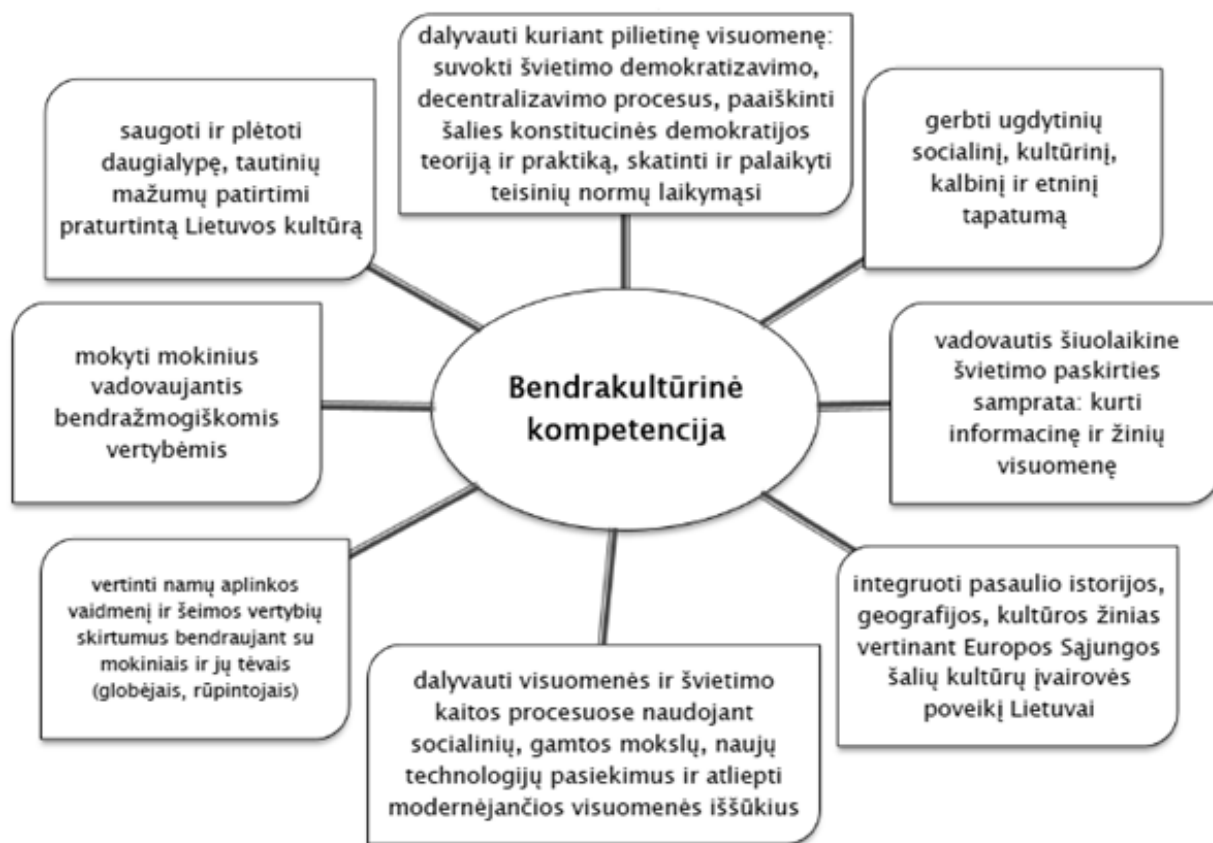 dalyvauti kuriant pilietinę visuomenę:
suvokti švietimo demokratizavimo,
decentralizavimo procesus, paaiškinti
šalies konstitucinės demokratijos
teoriją ir praktiką, skatinti ir palaikyti
teisinių normų laikymąsi
saugoti ir plėtoti
daugialypę, tautinių
mažumų patirtimi
praturtintą Lietuvos kultūrą
gerbti ugdytinių
socialinį, kultūrinį,
kalbinį ir etninį
tapatumą
mokyti mokinius
vadovaujantis
bendražmogiškomis
vertybėmis
Bendrakultūrinė
kompetencija
vadovautis šiuolaikine
švietimo paskirties
samprata: kurti
informacinę ir žinių
visuomenę
vertinti namų aplinkos
vaidmenį ir šeimos vertybių
skirtumus bendraujant su
mokiniais ir jų tėvais
(globėjais, rūpintojais)
dalyvauti visuomenės ir švietimo
kaitos procesuose naudojant
socialinių, gamtos mokslų, naujų
technologijų pasiekimus ir atliepti
modernėjančios visuomenės iššūkius
integruoti pasaulio istorijos,
geografijos, kultūros žinias
vertinant Europos Sąjungos
šalių kultūrų įvairovės
poveikį Lietuvai